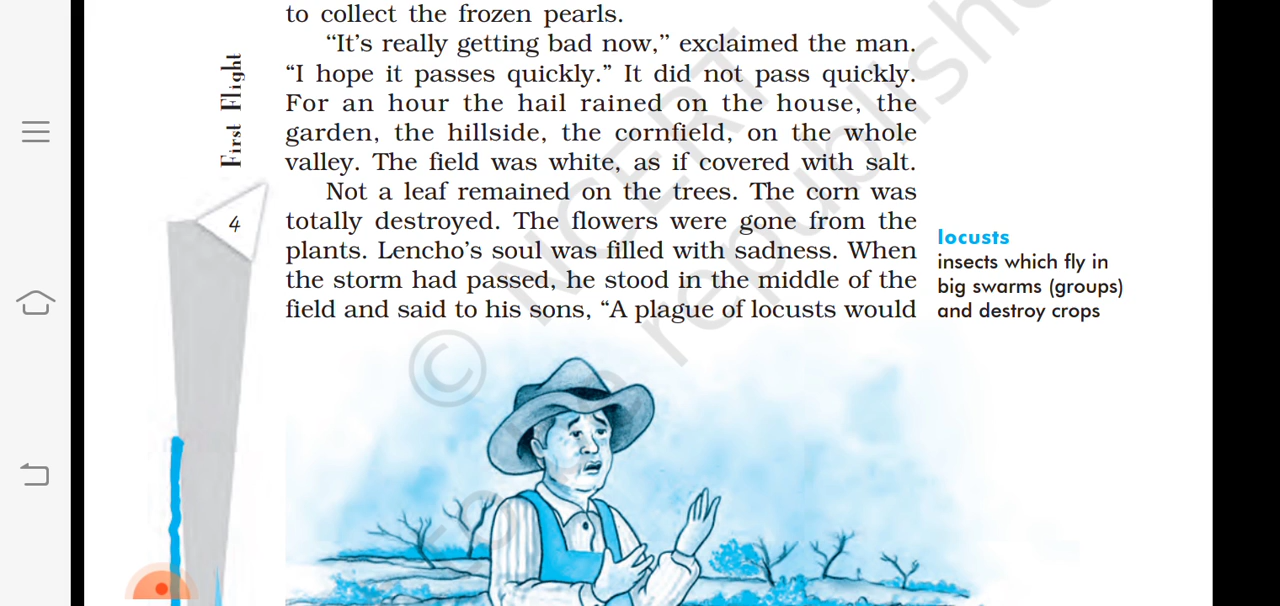 to collect the frozen pearls.
“It’s really getting bad now,” exclaimed the man.
“I hope it passes quickly.” It did not pass quickly.
For an hour the hail rained on the house, the
garden, the hillside, the cornfield, on the whole
valley. The field was white, as if covered with salt.
Not a leaf remained on the trees. The corn was
totally destroyed. The flowers were gone from the
plants. Lencho’s soul was filled with sadness. When
the storm had passed, he stood in the middle of the
field and said to his sons, “A plague of locusts would
locusts
insects which fly in
big swarms (groups)
and destroy crops
First Flight
4
© NCERT
republishe